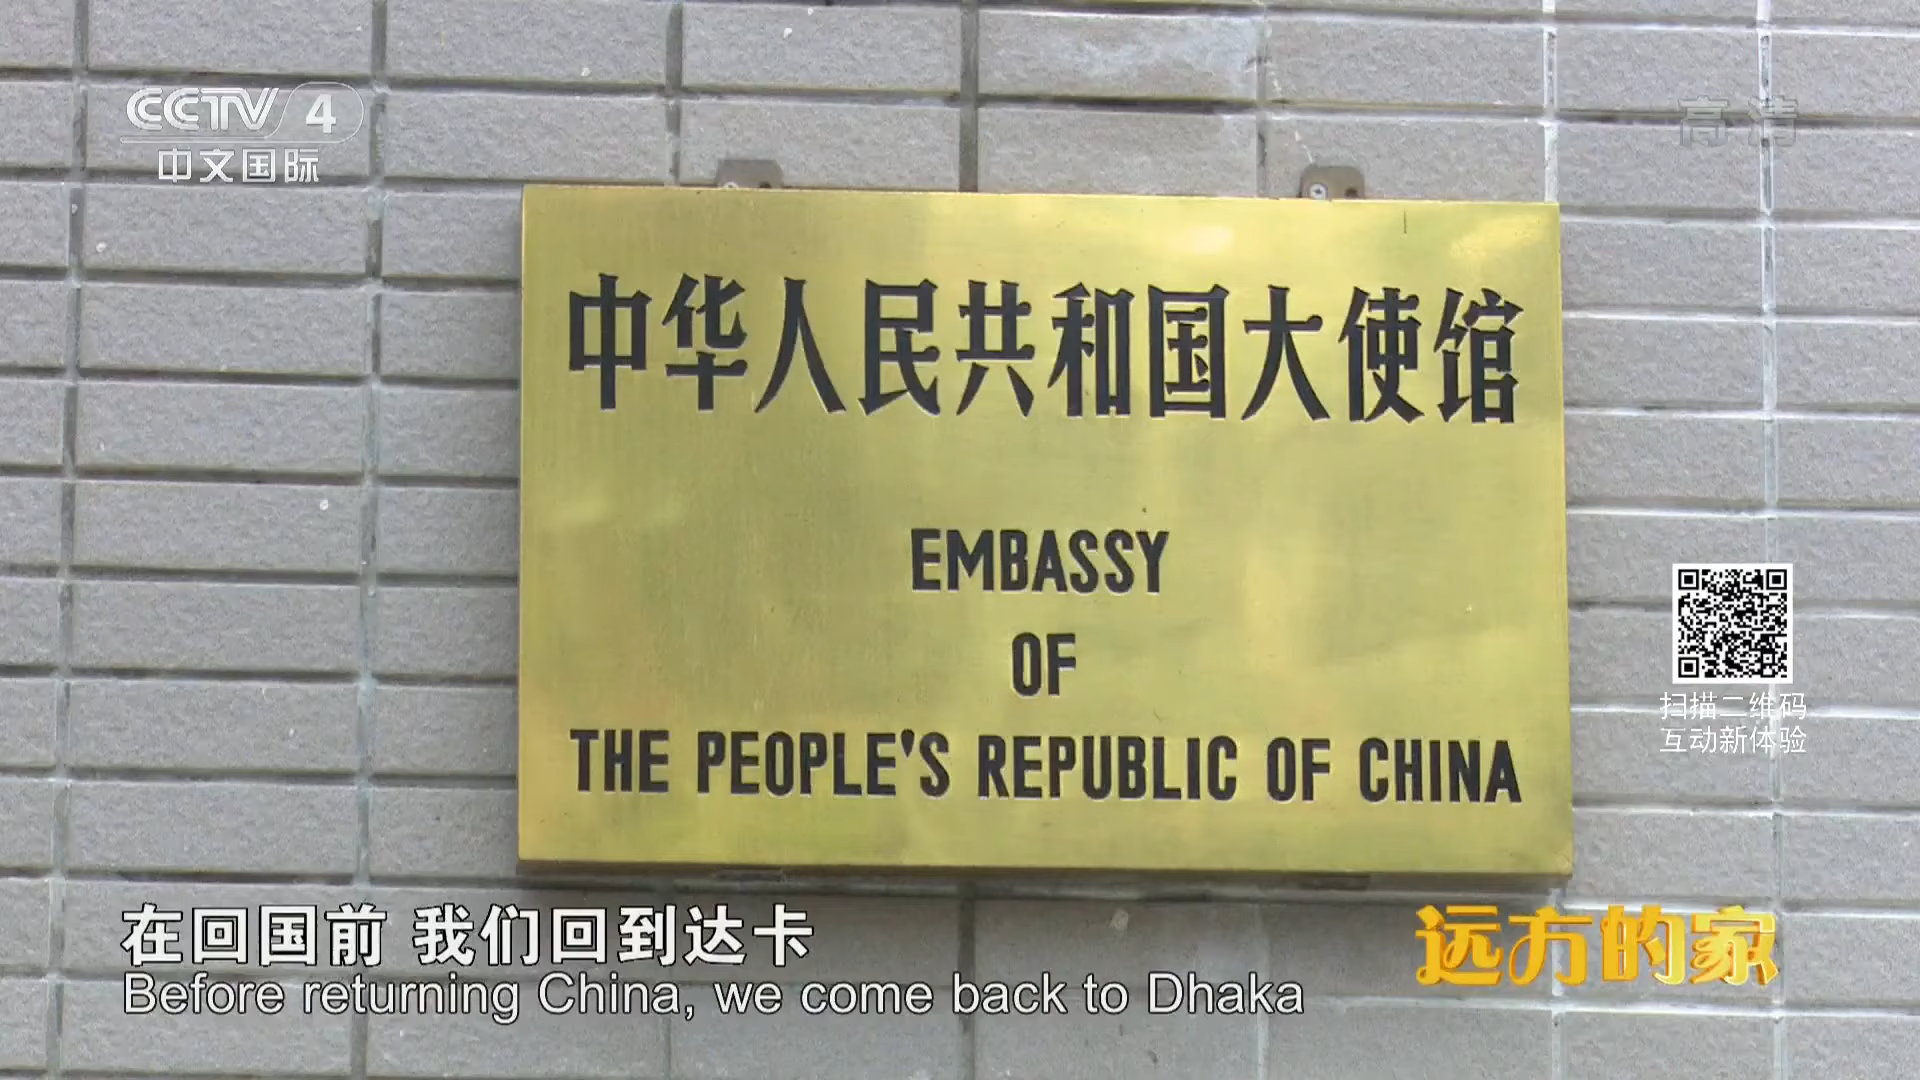 CCTV 4
中文国际
高清
中华人民共和国大使馆
EMBASSY
OF
THE PEOPLE'S REPUBLIC OF CHINA
扫描二维码
互动新体验
在回国前 我们回到达卡
Before returning China, we come back to Dhaka
远方的家